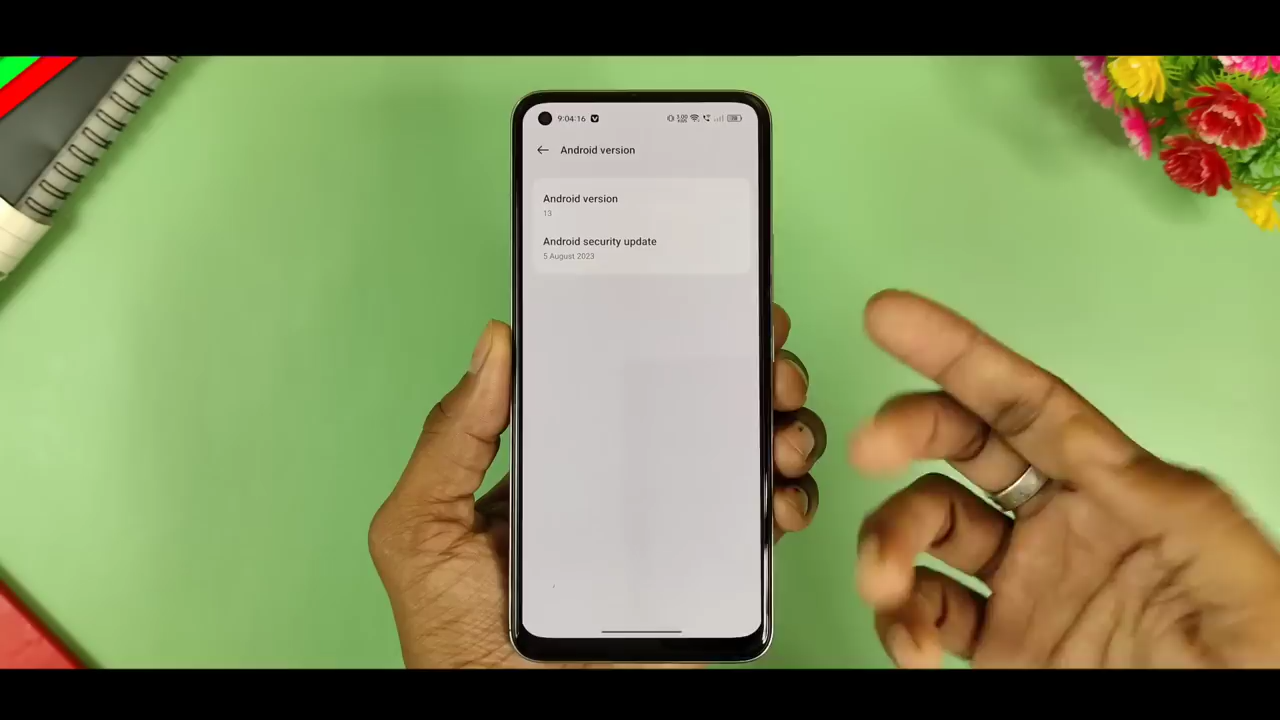 9:04:16
Android version
Android version
13
Android security update
5 August 2023